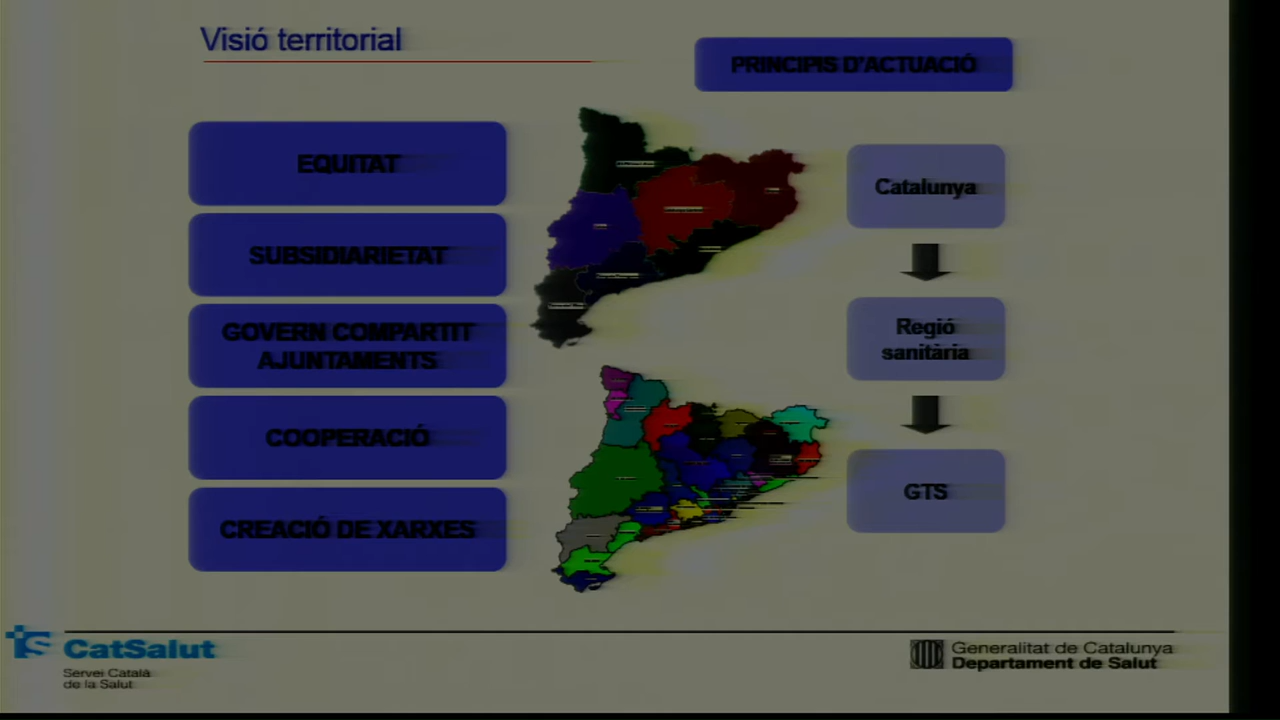 Visió territorial
PRINCIPIS D'ACTUACIÓ
EQUITAT
SUBSIDIARIETAT
GOVERN COMPARTIT
AJUNTAMENTS
COOPERACIÓ
CREACIÓ DE XARXES
Catalunya
Regió
sanitària
GTS
CatSalut
Servei Català
de la Salut
Generalitat de Catalunya
Departament de Salut